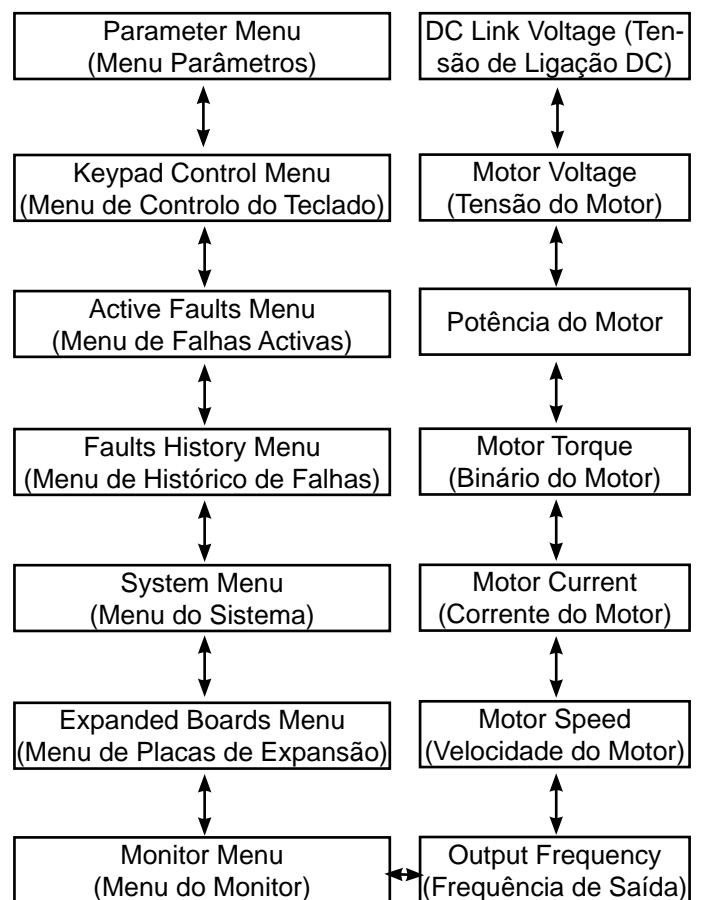 Parameter Menu
(Menu Parâmetros)
Keypad Control Menu
(Menu de Controlo do Teclado)
Active Faults Menu
(Menu de Falhas Activas)
Faults History Menu
(Menu de Histórico de Falhas)
System Menu
(Menu do Sistema)
Expanded Boards Menu
(Menu de Placas de Expansão)
Monitor Menu
(Menu do Monitor)
DC Link Voltage (Ten-
são de Ligação DC)
Motor Voltage
(Tensão do Motor)
Potência do Motor
Motor Torque
(Binário do Motor)
Motor Current
(Corrente do Motor)
Motor Speed
(Velocidade do Motor)
Output Frequency
(Frequência de Saída)